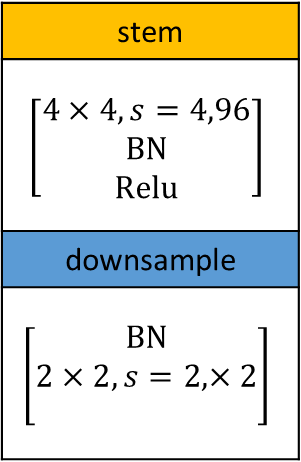 stem
[4 × 4, s = 4,96]
BN
Relu
downsample
BN
[2 × 2, s = 2,× 2]